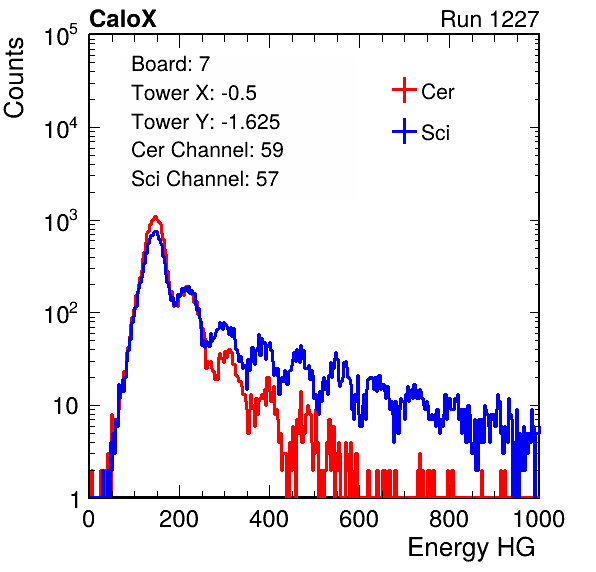 CaloX Run 1227
Counts
Board: 7
Tower X: -0.5
Tower Y: -1.625
Cer Channel: 59
Sci Channel: 57
Cer
Sci
10^5
10^4
10^3
10^2
10
1
0 200 400 600 800 1000
Energy HG